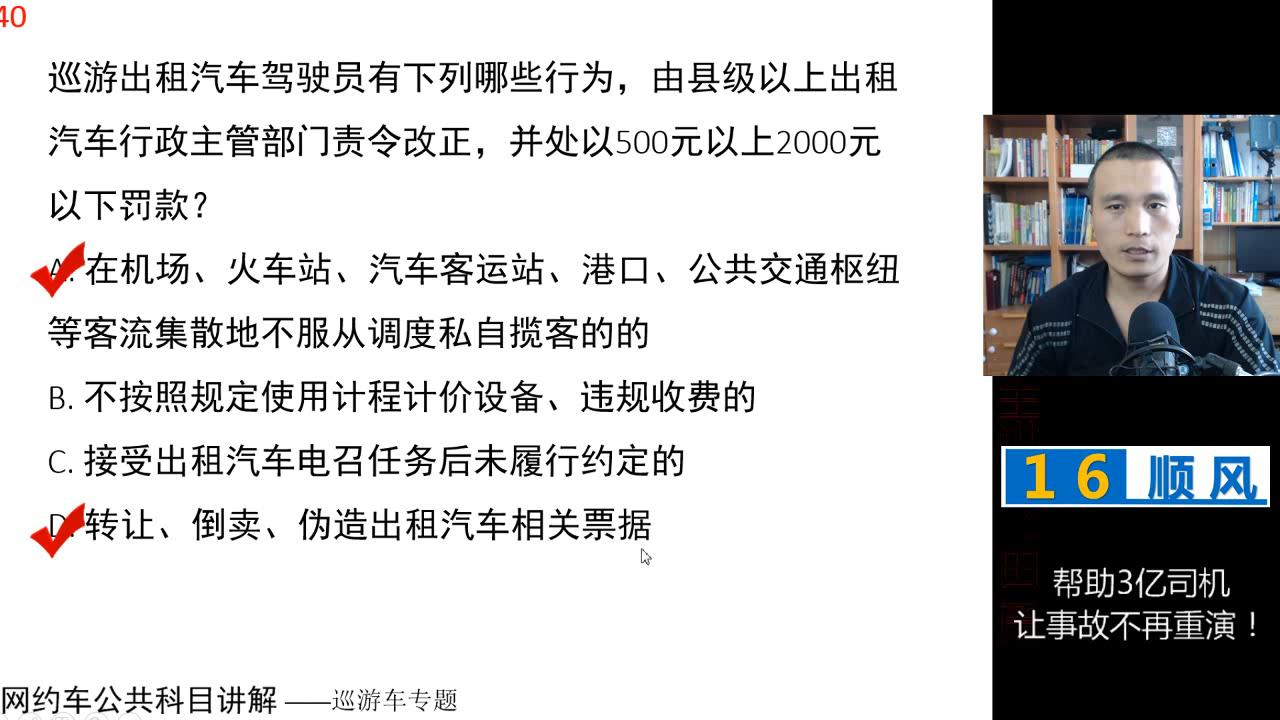 40
巡游出租汽车驾驶员有下列哪些行为，由县级以上出租
汽车行政主管部门责令改正，并处以500元以上2000元
以下罚款？
A. 在机场、火车站、汽车客运站、港口、公共交通枢纽
等客流集散地不服从调度私自揽客的的
B. 不按照规定使用计程计价设备、违规收费的
C. 接受出租汽车电召任务后未履行约定的
D. 转让、倒卖、伪造出租汽车相关票据
16 顺风
帮助3亿司机
让事故不再重演！
网约车公共科目讲解 ——巡游车专题